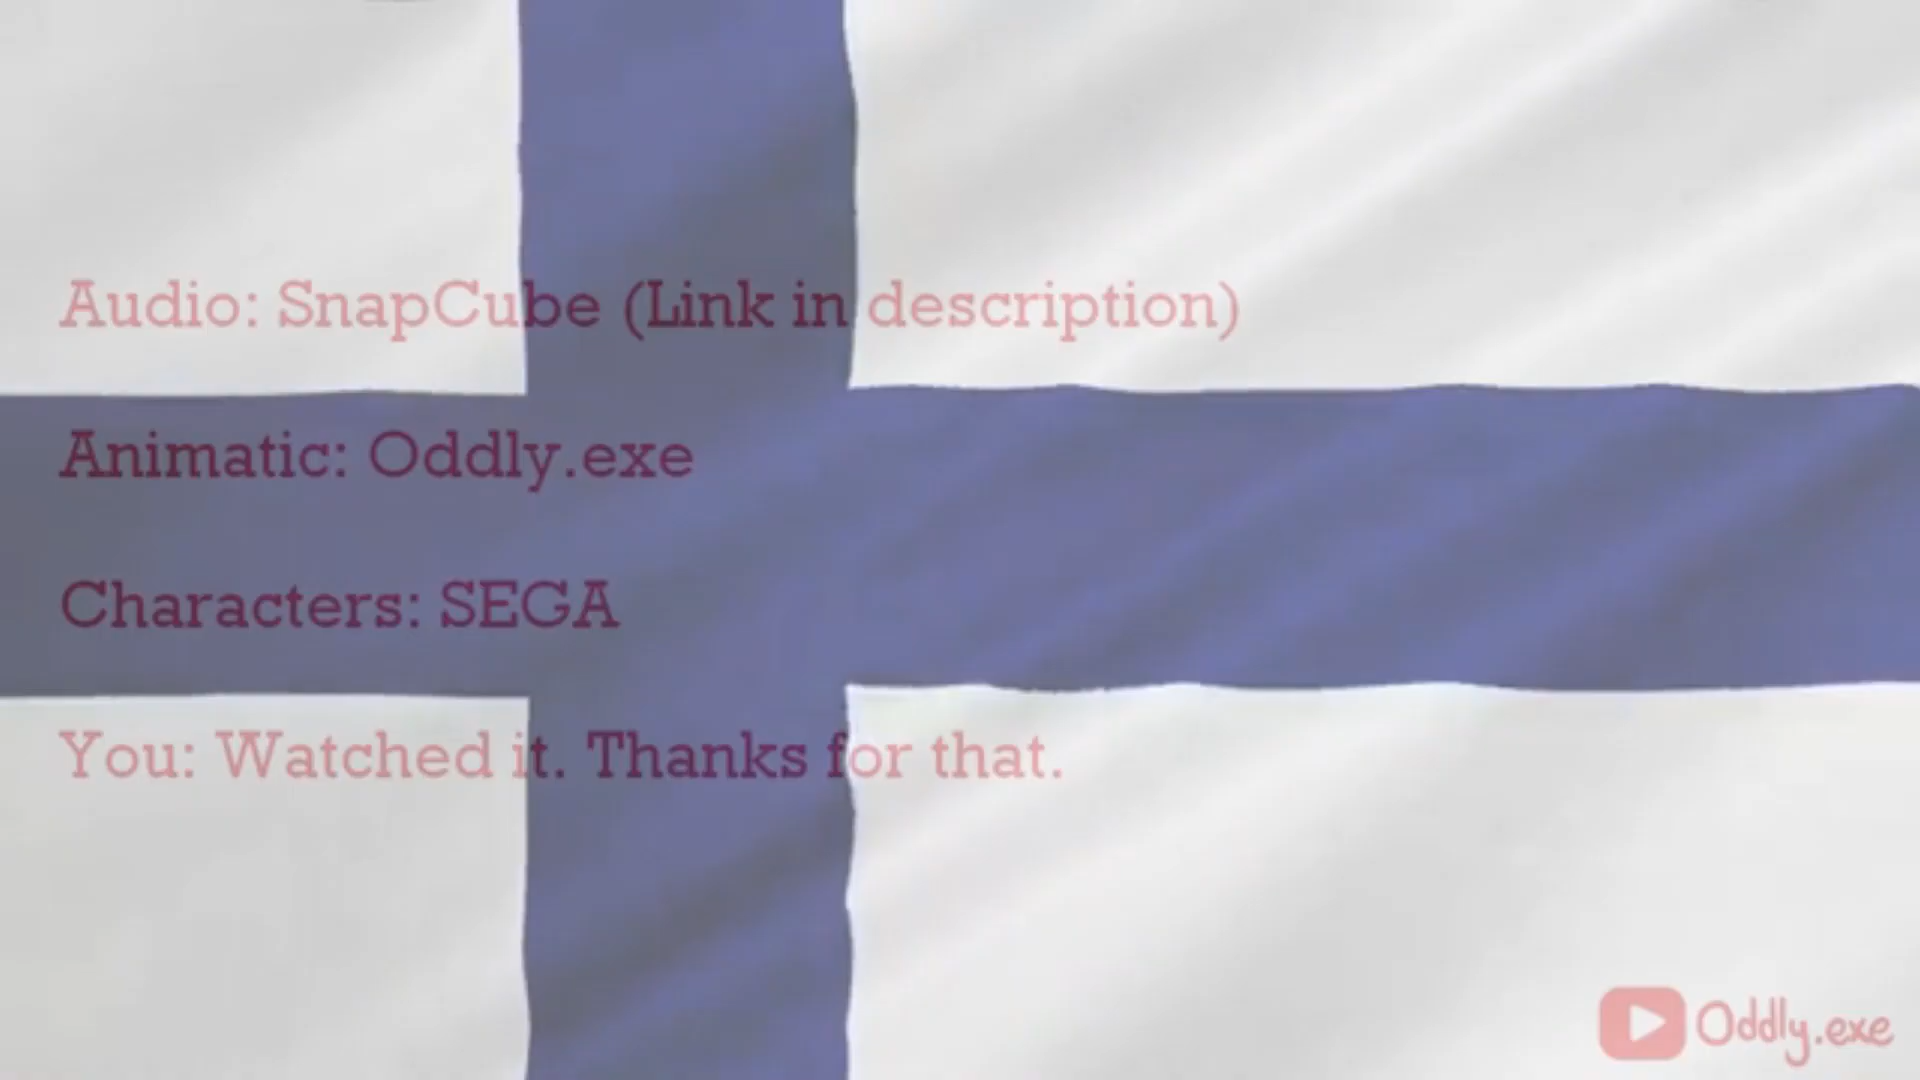 Audio: SnapCube (Link in description)
Animatic: Oddly.exe
Characters: SEGA
You: Watched it. Thanks for that.
Oddly.exe